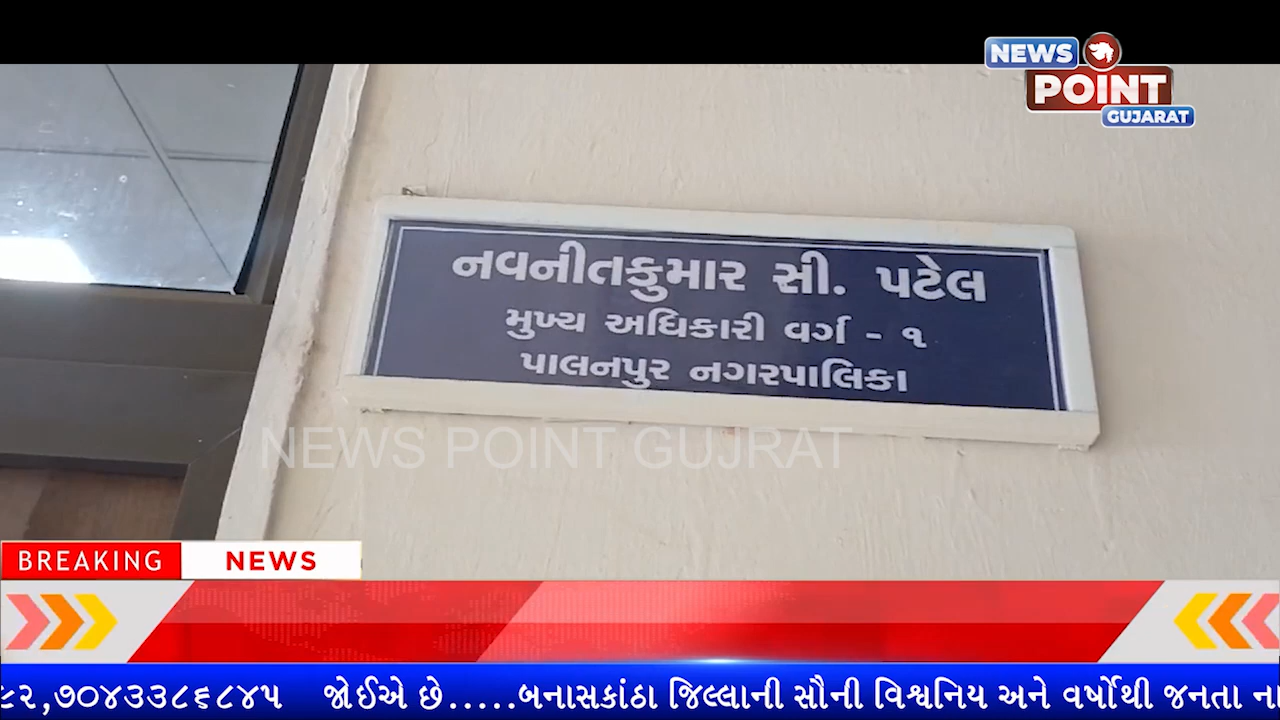 NEWS
POINT
GUJARAT
નવનીતકુમાર સી. પટેલ
મુખ્ય અધિકારી વર્ગ - ૧
પાલનપુર નગરપાલિકા
NEWS POINT GUJRAT
BREAKING NEWS
૯૨,૭૦૪૩૩૮૬૮૪૫ જોઈએ છે.....બનાસકાંઠા જિલ્લાની સૌની વિશ્વનિય અને વર્ષોથી જનતા